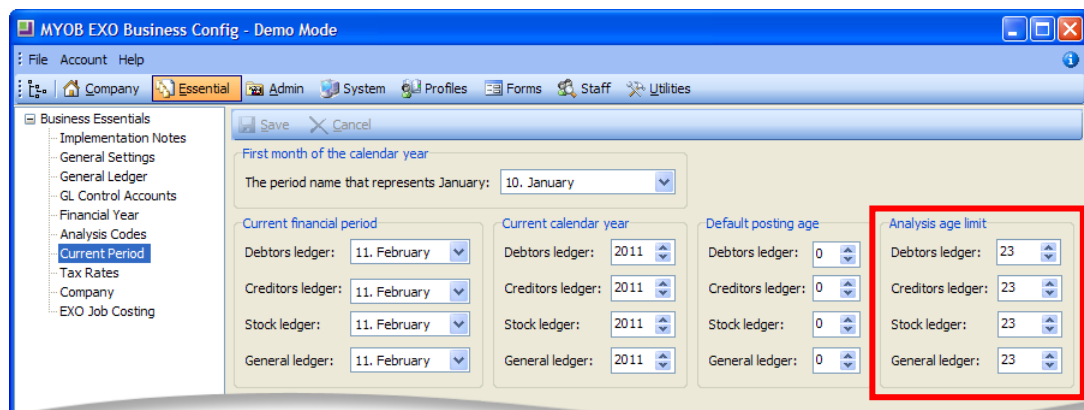 MYOB EXO Business Config - Demo Mode
File Account Help
Company Essential Admin System Profiles Forms Staff Utilities
Business Essentials
Implementation Notes
General Settings
General Ledger
GL Control Accounts
Financial Year
Analysis Codes
Current Period
Tax Rates
Company
EXO Job Costing
Save Cancel
First month of the calendar year
The period name that represents January: 10. January
Current financial period
Debtors ledger: 11. February
Creditors ledger: 11. February
Stock ledger: 11. February
General ledger: 11. February
Current calendar year
Debtors ledger: 2011
Creditors ledger: 2011
Stock ledger: 2011
General ledger: 2011
Default posting age
Debtors ledger: 0
Creditors ledger: 0
Stock ledger: 0
General ledger: 0
Analysis age limit
Debtors ledger: 23
Creditors ledger: 23
Stock ledger: 23
General ledger: 23